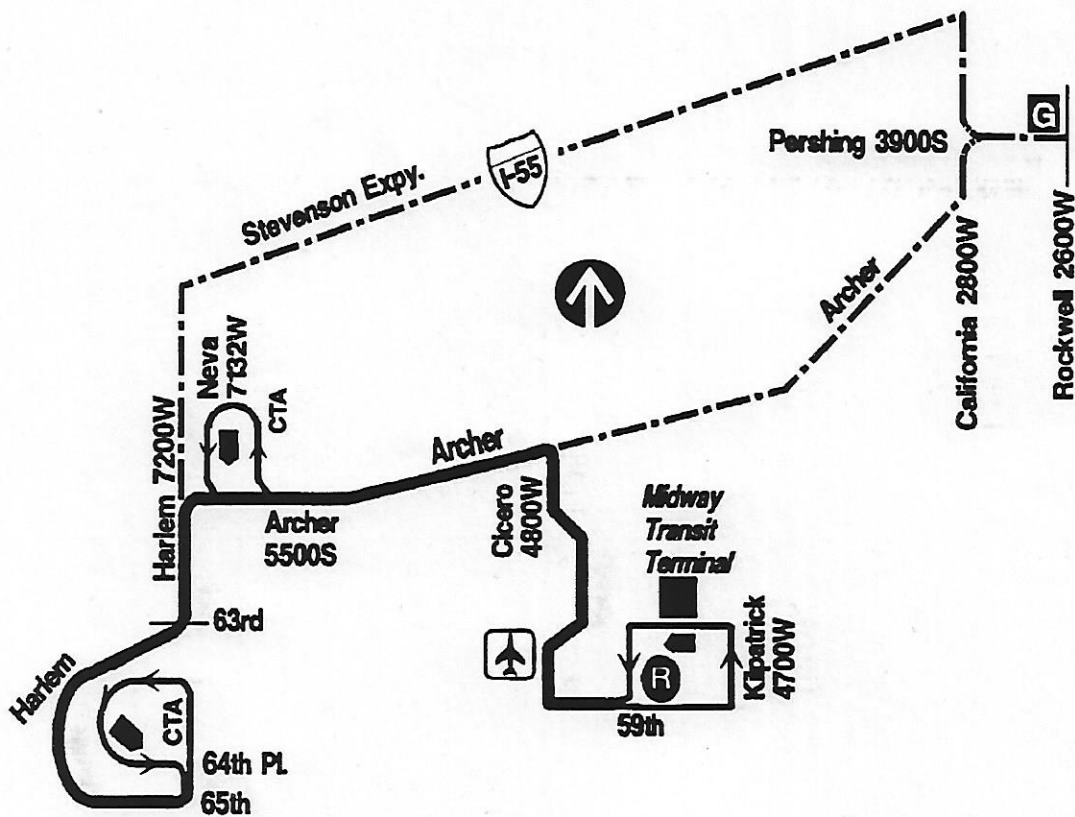 G
Pershing 3900S
I-55
Stevenson Expy.
Rockwell 2600W
California 2800W
Archer
Neva
7132W
CTA
Harlem 7200W
Archer
Archer
5500S
Cicero
4800W
Midway
Transit
Terminal
63rd
Harlem
R
Kilpatrick
4700W
59th
CTA
64th Pl.
65th